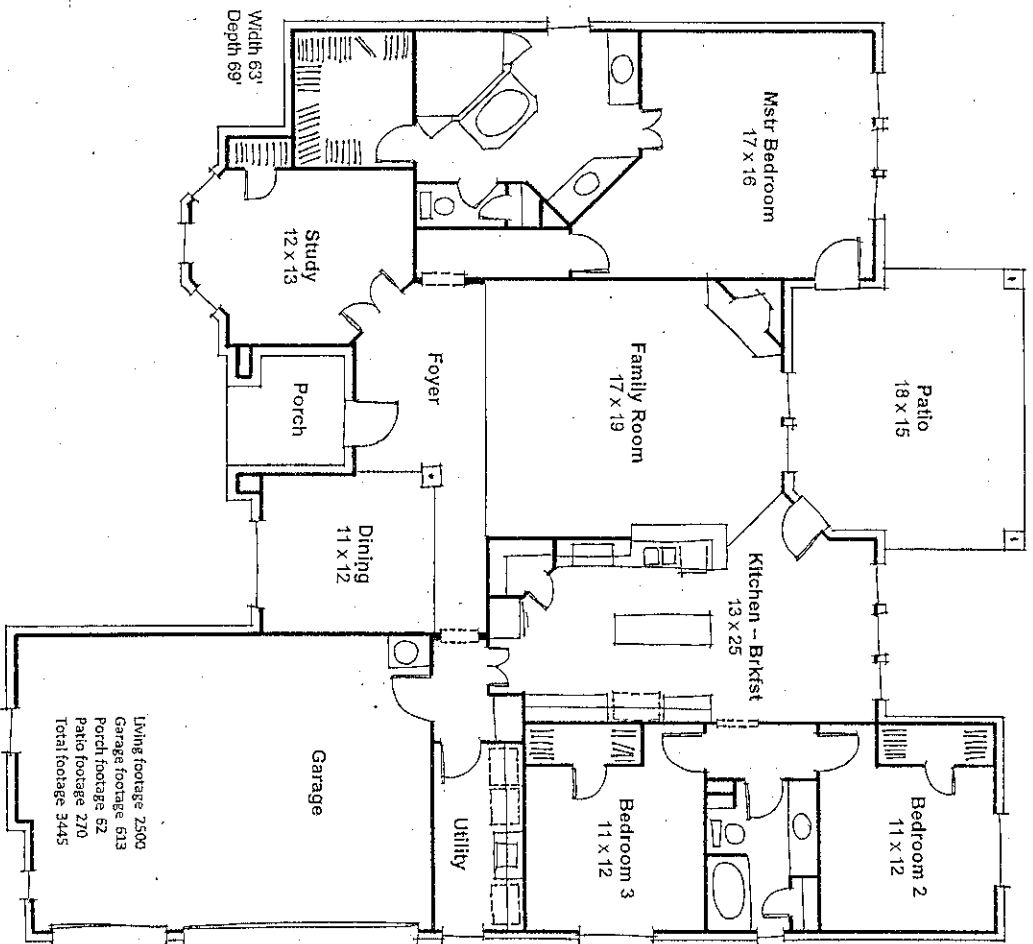 Width 63'
Depth 69'
Mstr Bedroom
17 x 16
Patio
18 x 15
Study
12 x 13
Family Room
17 x 19
Foyer
Porch
Dining
11 x 12
Kitchen -- Brkfst
13 x 25
Bedroom 2
11 x 12
Bedroom 3
11 x 12
Utility
Garage
Living footage 2500
Garage footage 613
Porch footage 62
Patio footage 270
Total footage 3445